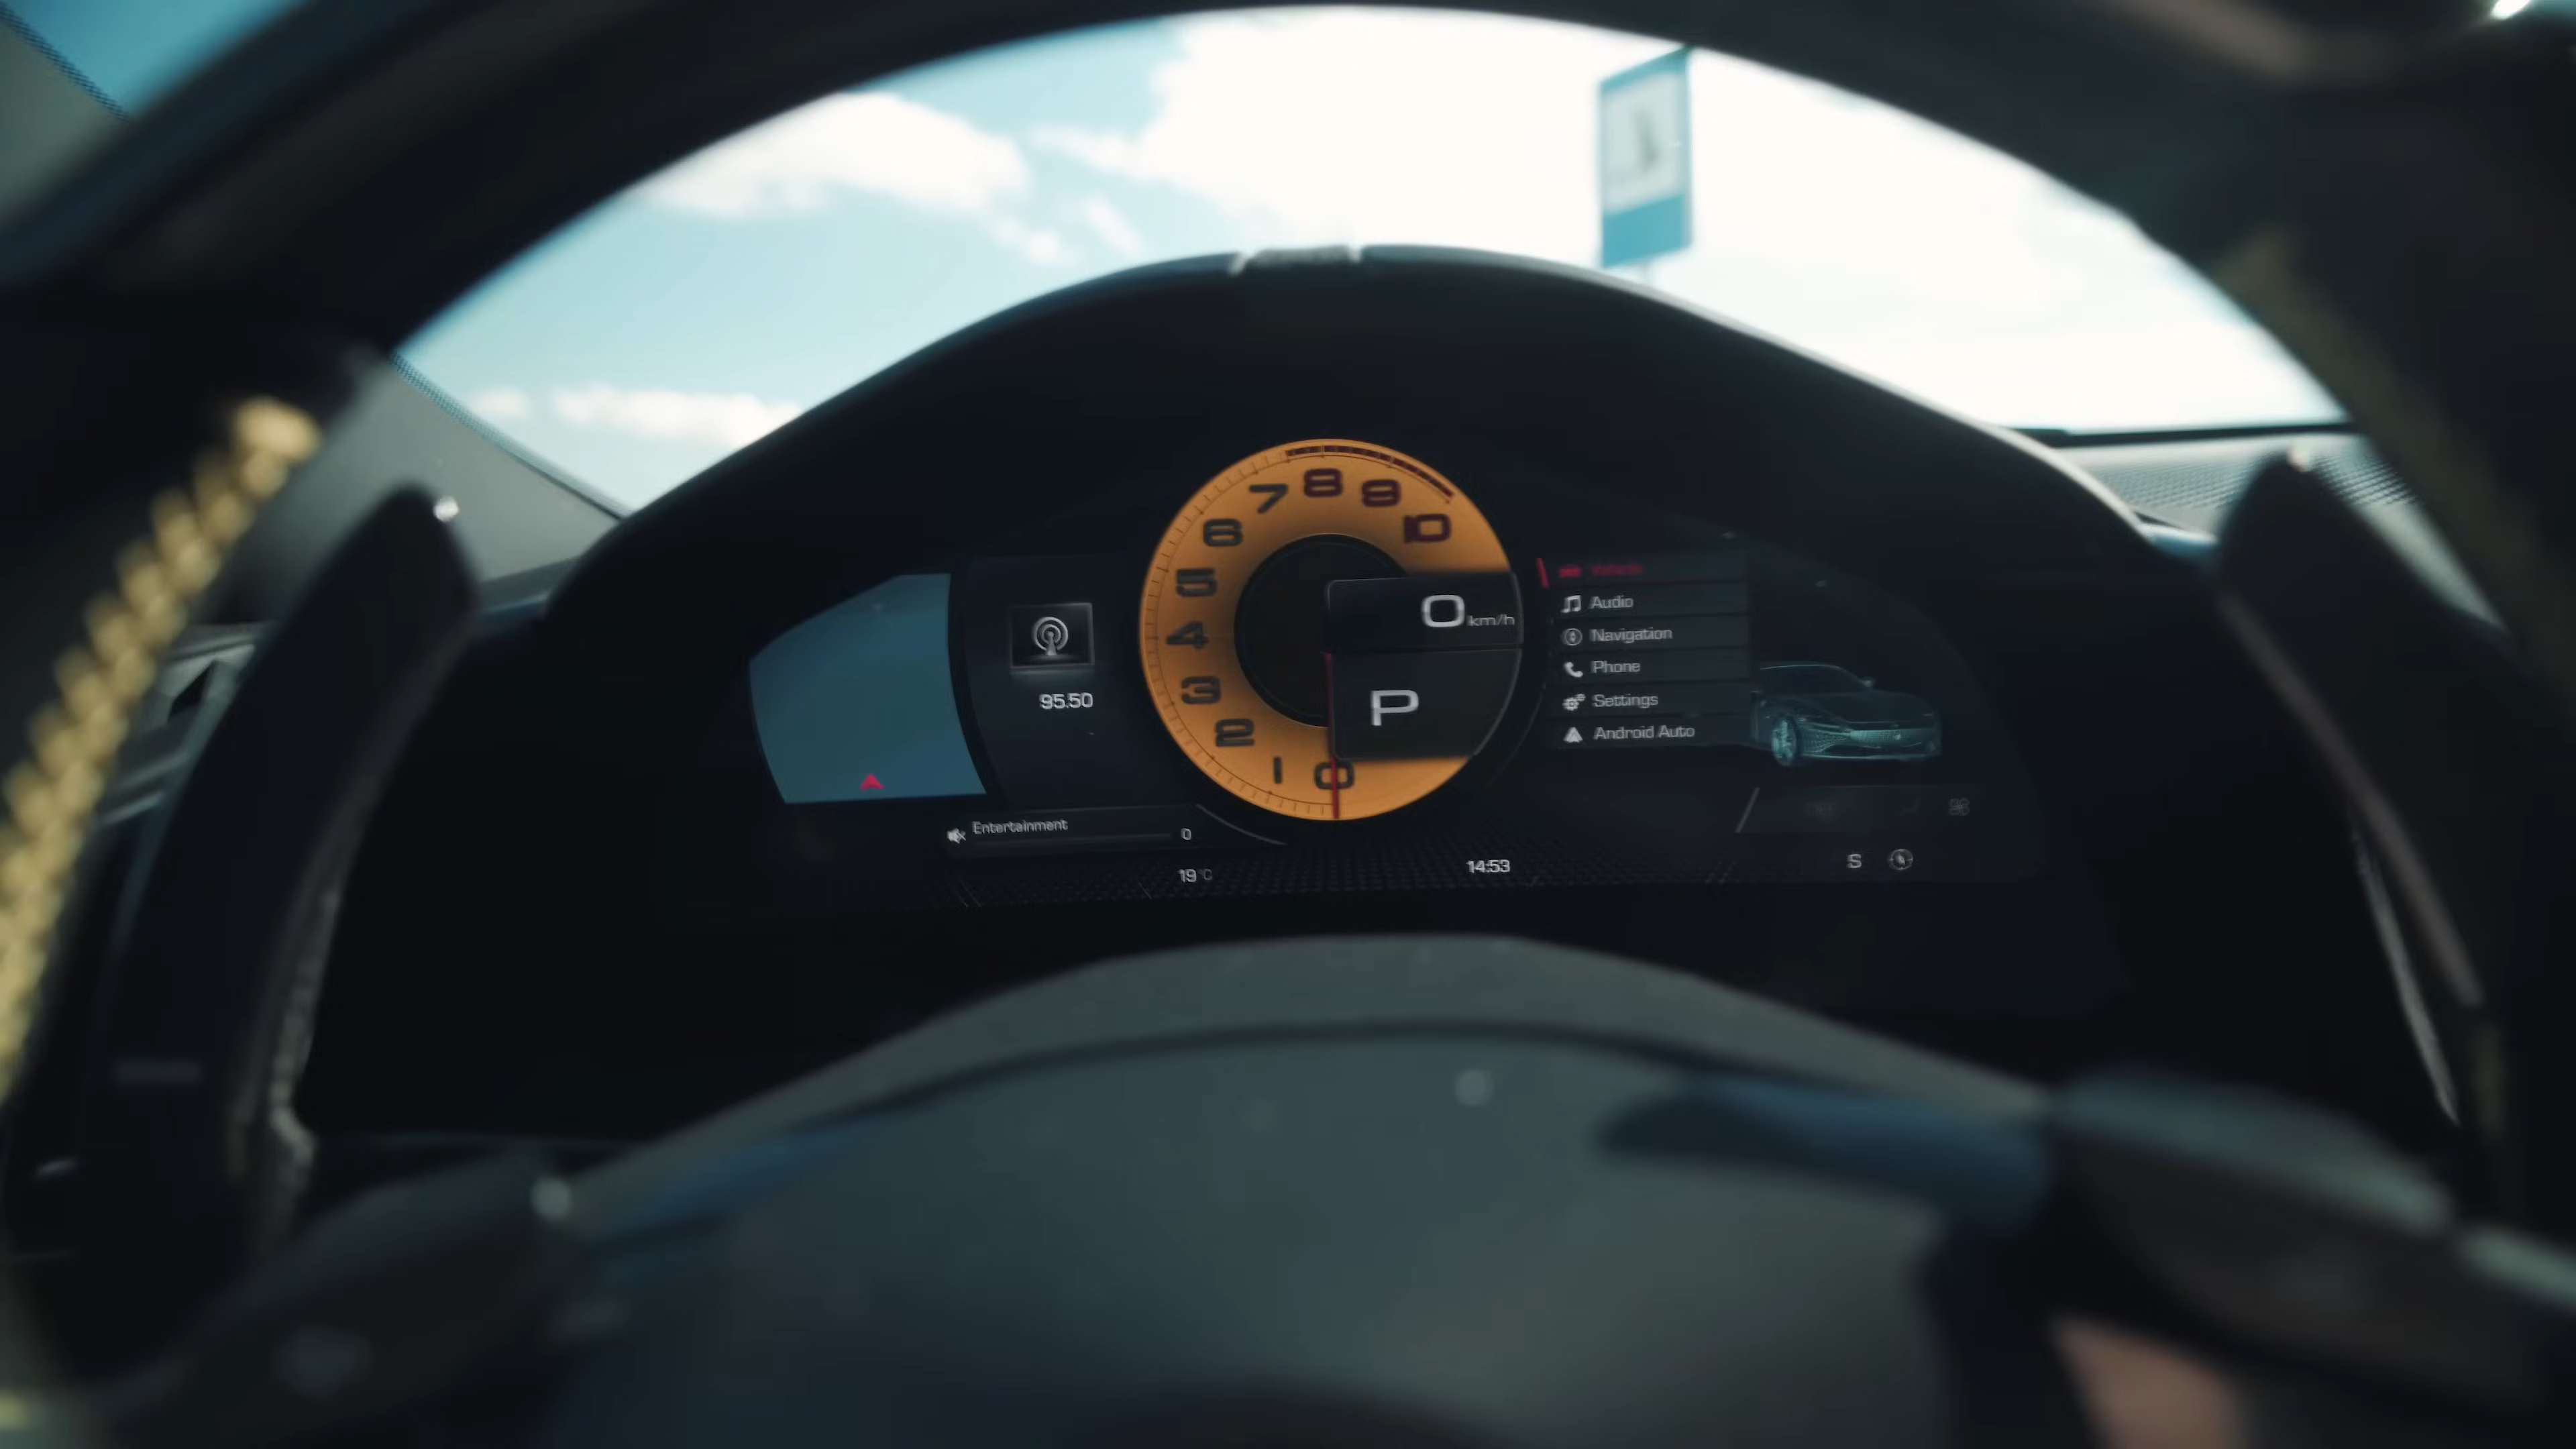 7
8
9
10
6
5
4
3
2
1
0
0 km/h
P
95.50
Vehicle
Audio
Navigation
Phone
Settings
Android Auto
Entertainment
0
19 °C
14:53
S